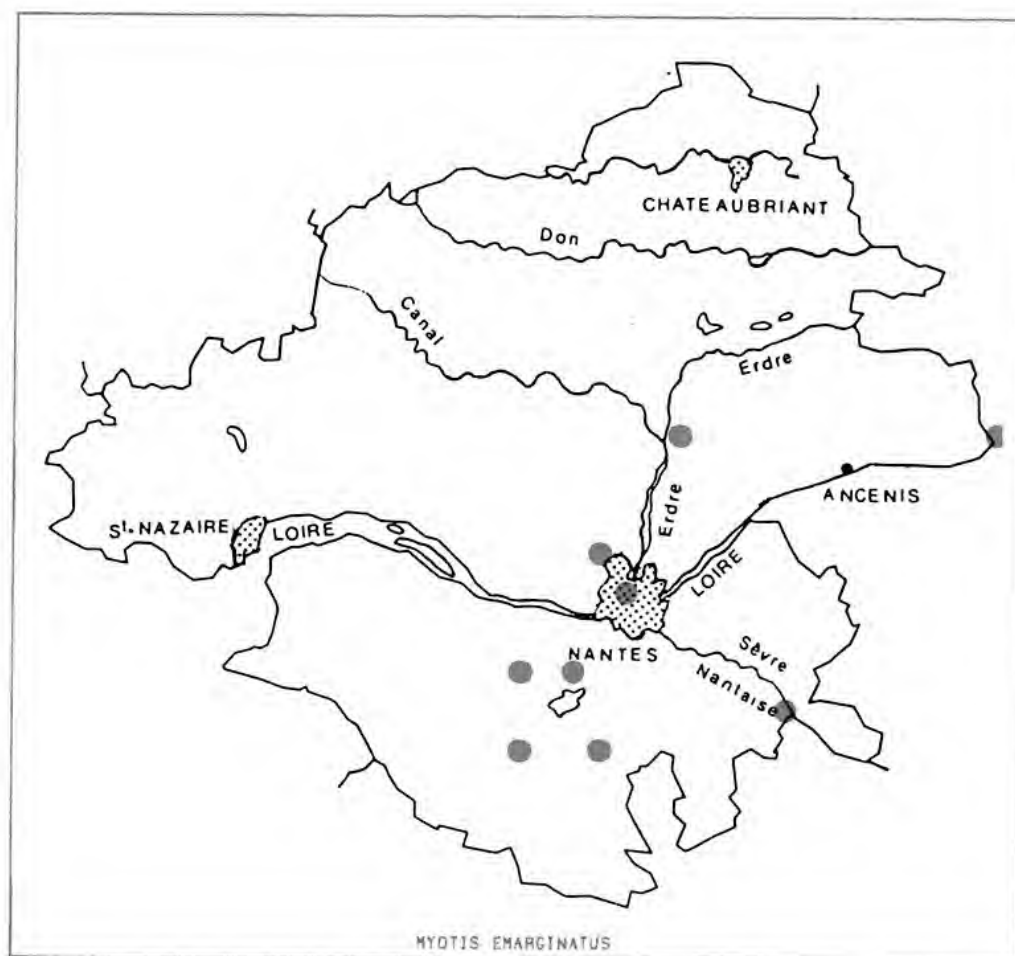 CHATEAUBRIANT
Don
Canal
Erdre
ANCENIS
Erdre
St. NAZAIRE
LOIRE
LOIRE
NANTES
Sèvre
Nantaise
MYOTIS EMARGINATUS